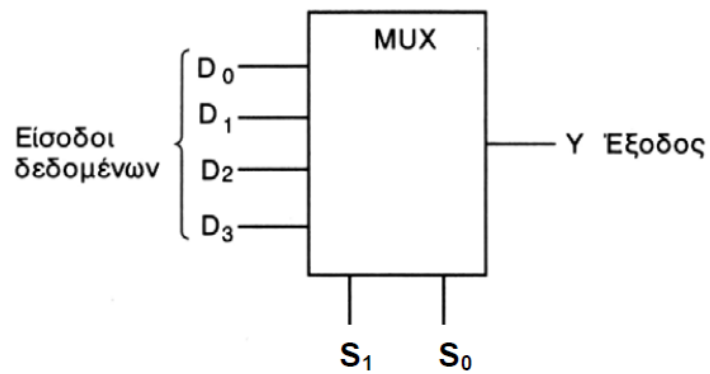 MUX
D0
D1
D2
D3
Είσοδοι
δεδομένων
Y Έξοδος
S1 S0